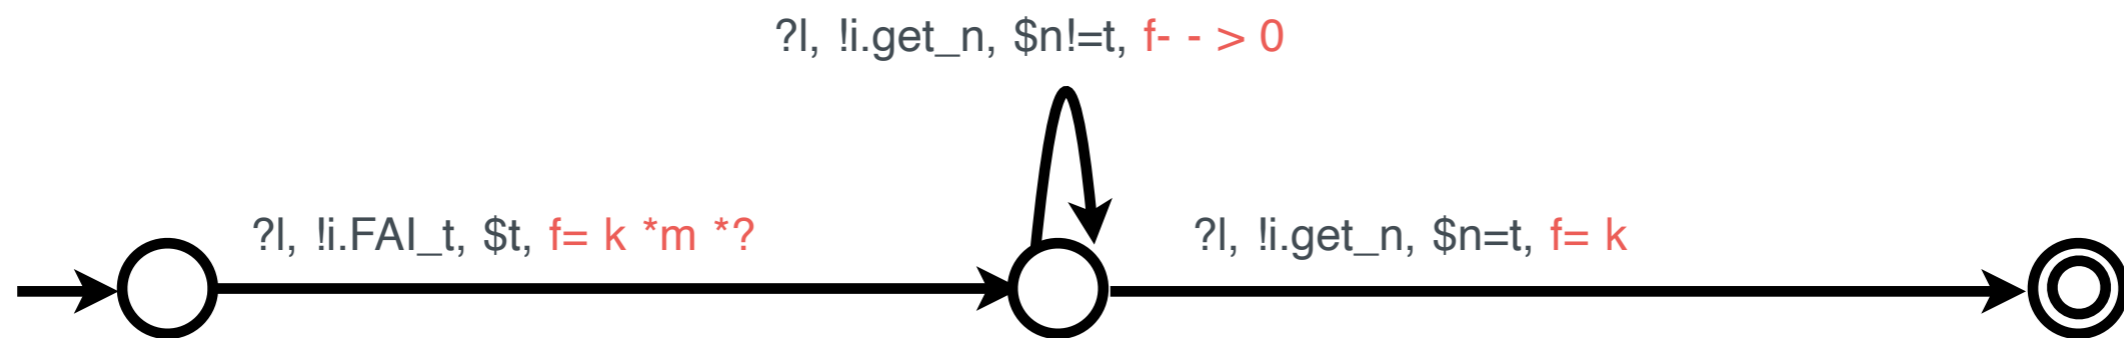 ?l, !i.get_n, $n!=t, f- - > 0
?l, !i.FAI_t, $t, f= k *m *?
?l, !i.get_n, $n=t, f= k